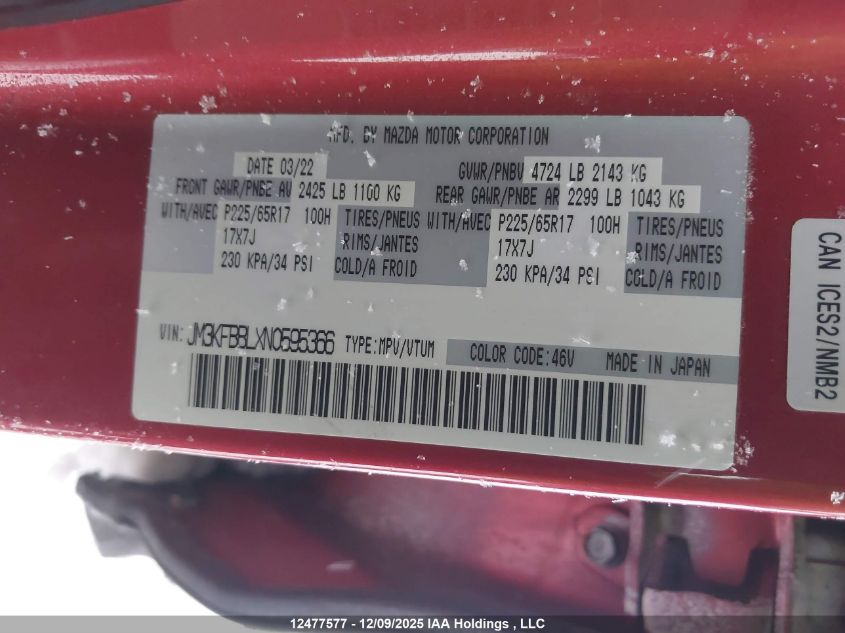 MFD. BY MAZDA MOTOR CORPORATION
DATE 03/22 GVWR/PNBV 4724 LB 2143 KG
FRONT GAWR/PNBE AV 2425 LB 1100 KG REAR GAWR/PNBE AR 2299 LB 1043 KG
WITH/AVEC P225/65R17 100H TIRES/PNEUS WITH/AVEC P225/65R17 100H TIRES/PNEUS
17X7J RIMS/JANTES 17X7J RIMS/JANTES
230 KPA/34 PSI COLD/A FROID 230 KPA/34 PSI COLD/A FROID
VIN: JM3KFBBLXN0595366 TYPE:MPV/VTUM COLOR CODE:46V MADE IN JAPAN
CAN ICES2/NMB2
12477577 - 12/09/2025 IAA Holdings , LLC